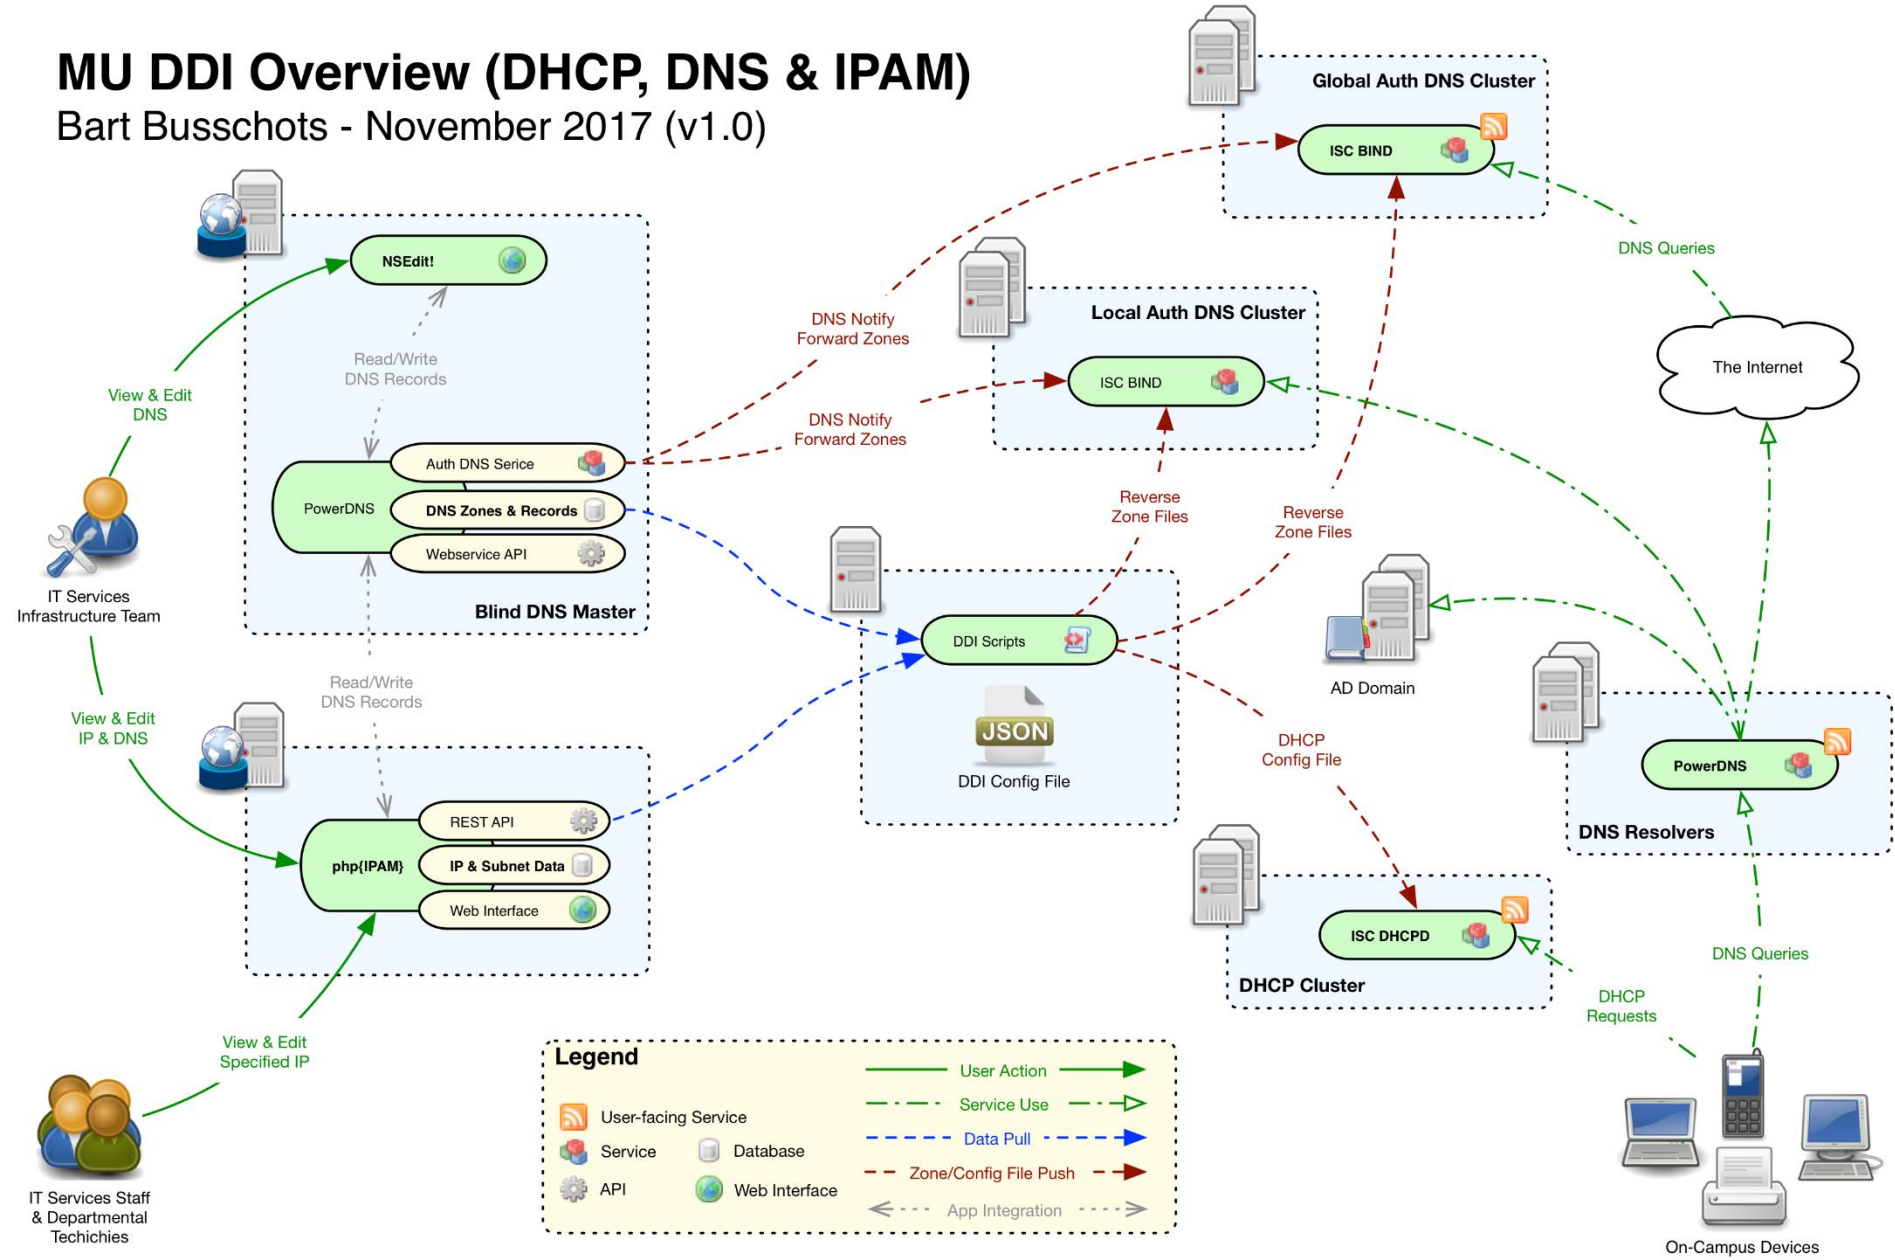 MU DDI Overview (DHCP, DNS & IPAM)
Bart Busschots - November 2017 (v1.0)
Global Auth DNS Cluster
ISC BIND
DNS Queries
NSEdit!
Local Auth DNS Cluster
ISC BIND
DNS Notify
Forward Zones
DNS Notify
Forward Zones
The Internet
Read/Write
DNS Records
View & Edit
DNS
Auth DNS Serice
PowerDNS
DNS Zones & Records
Webservice API
Blind DNS Master
Reverse
Zone Files
Reverse
Zone Files
IT Services
Infrastructure Team
DDI Scripts
JSON
DDI Config File
AD Domain
Read/Write
DNS Records
View & Edit
IP & DNS
DHCP
Config File
PowerDNS
DNS Resolvers
REST API
php{IPAM}
IP & Subnet Data
Web Interface
ISC DHCPD
DHCP Cluster
DNS Queries
DHCP
Requests
View & Edit
Specified IP
IT Services Staff
& Departmental
Techichies
Legend
User-facing Service
Service
Database
API
Web Interface
User Action
Service Use
Data Pull
Zone/Config File Push
App Integration
On-Campus Devices